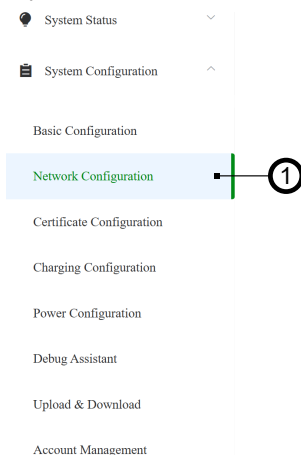 System Status
System Configuration
Basic Configuration
Network Configuration
1
Certificate Configuration
Charging Configuration
Power Configuration
Debug Assistant
Upload & Download
Account Management